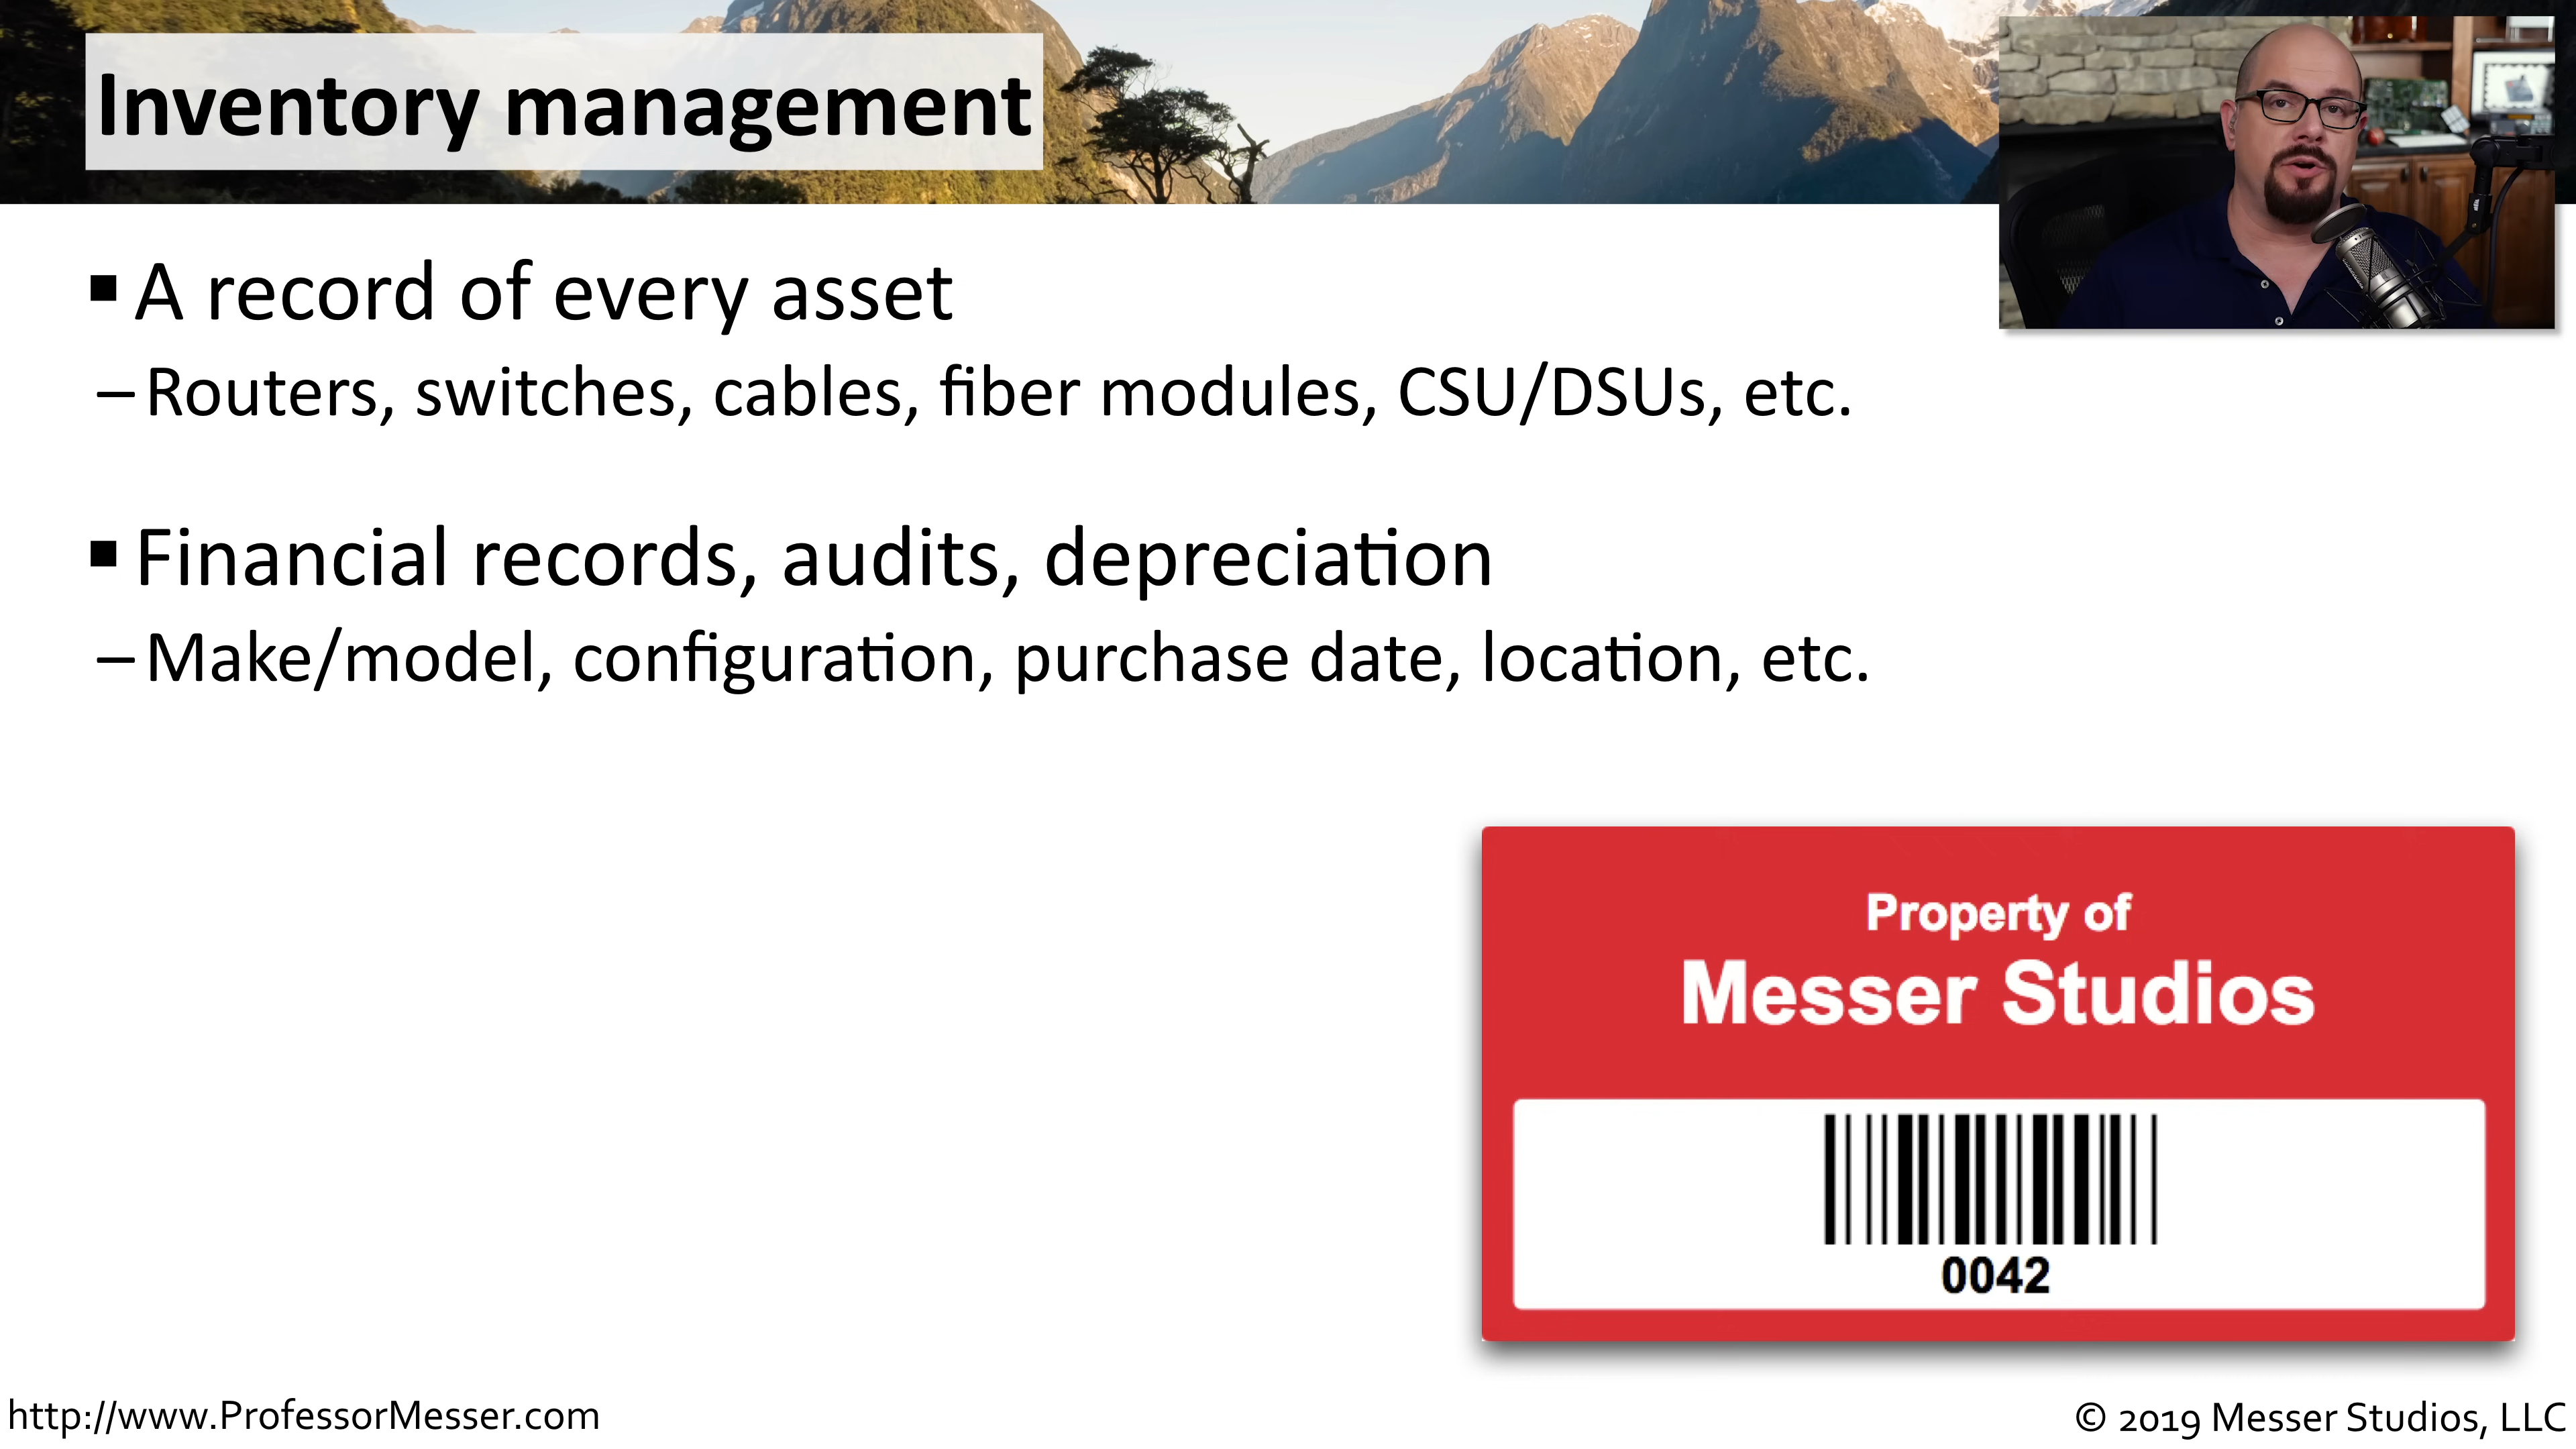 Inventory management
▪ A record of every asset
– Routers, switches, cables, fiber modules, CSU/DSUs, etc.
▪ Financial records, audits, depreciation
– Make/model, configuration, purchase date, location, etc.
Property of
Messer Studios
0042
http://www.ProfessorMesser.com
© 2019 Messer Studios, LLC